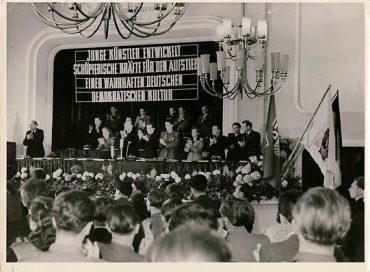 JUNGE KÜNSTLER ENTWICKELT
SCHÖPFERISCHE KRÄFTE FÜR DEN AUFSTIEG
EINER WAHRHAFTEN DEUTSCHEN
DEMOKRATISCHEN KULTUR